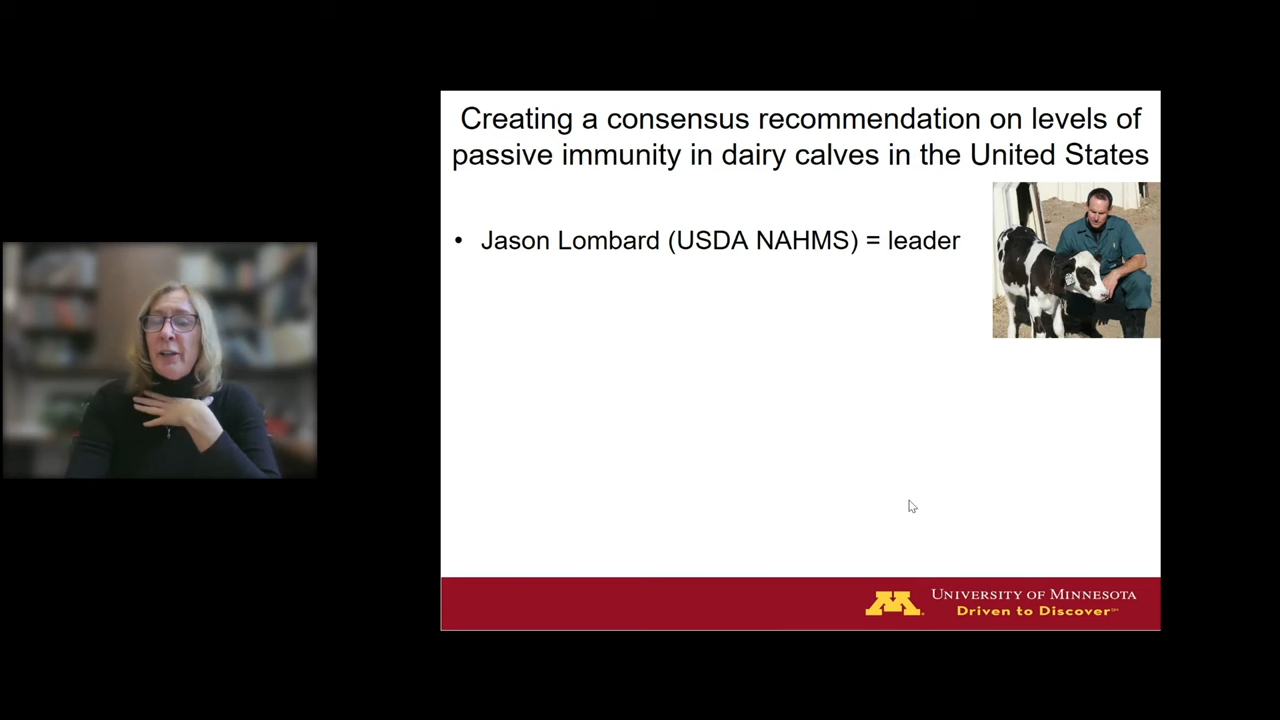 Creating a consensus recommendation on levels of
passive immunity in dairy calves in the United States
• Jason Lombard (USDA NAHMS) = leader
UNIVERSITY OF MINNESOTA
Driven to Discover℠